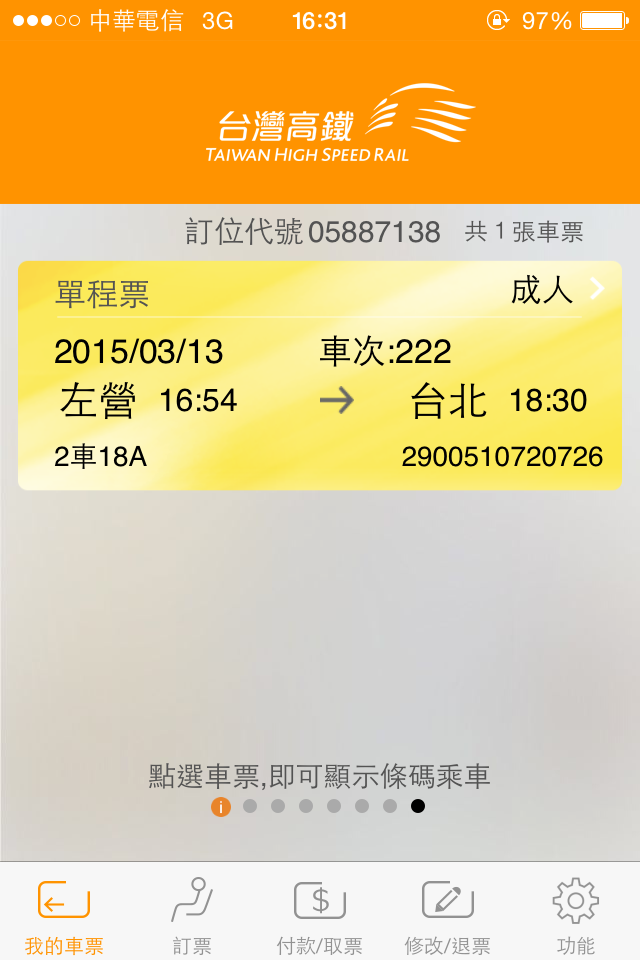 中華電信 3G 16:31 97%
台灣高鐵
TAIWAN HIGH SPEED RAIL
訂位代號 05887138 共 1 張車票
單程票 成人
2015/03/13 車次:222
左營 16:54 → 台北 18:30
2車18A 2900510720726
點選車票,即可顯示條碼乘車
i
$
我的車票 訂票 付款/取票 修改/退票 功能